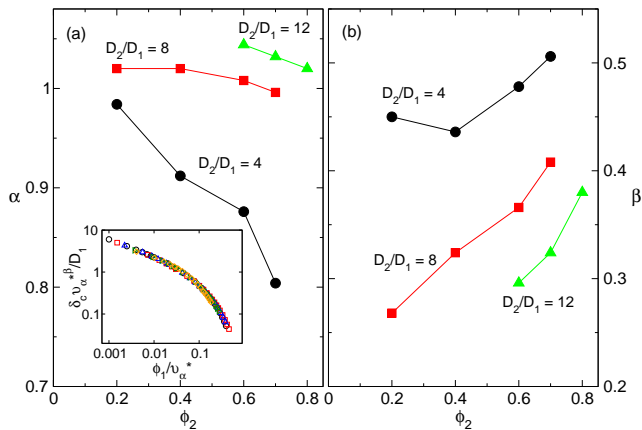 (a)
D2/D1 = 8
D2/D1 = 12
D2/D1 = 4
α
1
0.9
0.8
0.7
0.2 0.4 0.6 0.8
ϕ2
δc υα*β/D1
10
1
0.1
0.001 0.01 0.1
ϕ1/υα*
(b)
D2/D1 = 4
D2/D1 = 8
D2/D1 = 12
β
0.5
0.4
0.3
0.2
0.2 0.4 0.6 0.8
ϕ2